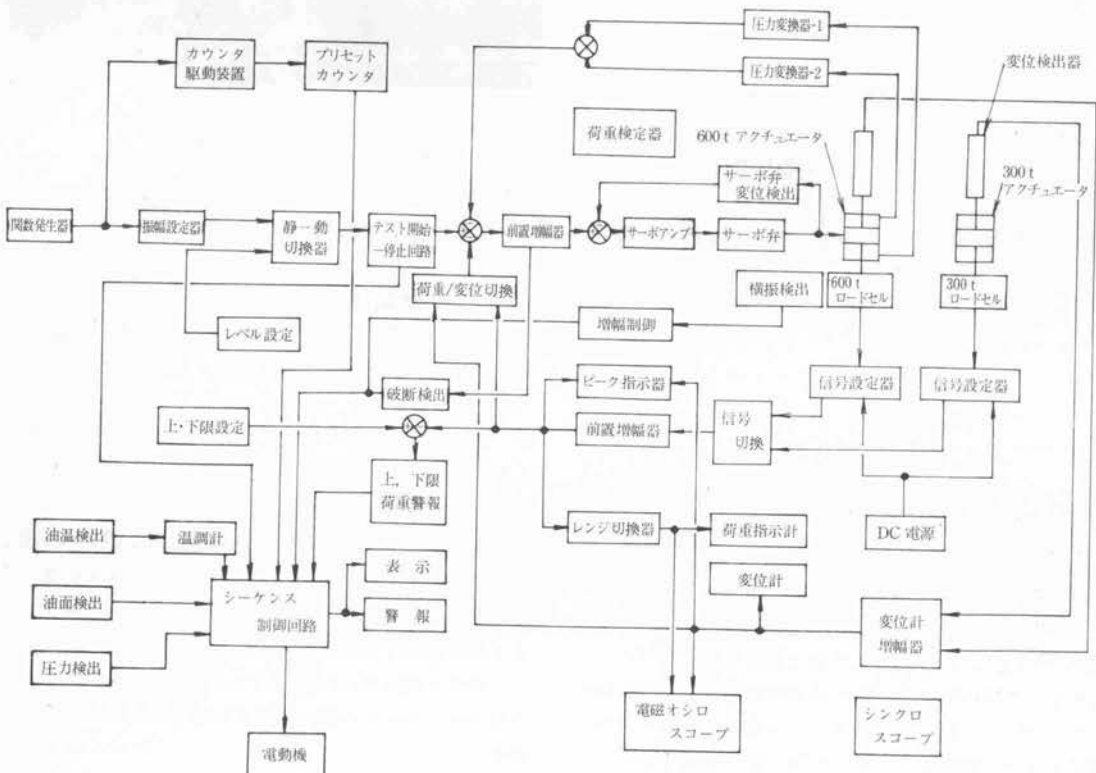 圧力変換器-1
カウンタ
駆動装置
プリセット
カウンタ
圧力変換器-2
変位検出器
荷重検定器
600t アクチュエータ
サーボ弁
変位検出
300t
アクチュエータ
関数発生器
振幅設定器
静一動
切換器
テスト開始
−停止回路
前置増幅器
サーボアンプ
サーボ弁
荷重/変位切換
横振検出
600t
ロードセル
300t
ロードセル
レベル設定
増幅制御
破断検出
ピーク指示器
信号設定器
信号設定器
上・下限設定
前置増幅器
信号
切換
上，下限
荷重警報
油温検出
温調計
レンジ切換器
荷重指示計
DC 電源
表 示
変位計
油面検出
シーケンス
制御回路
警 報
変位計
増幅器
圧力検出
電磁オシロ
スコープ
シンクロ
スコープ
電動機